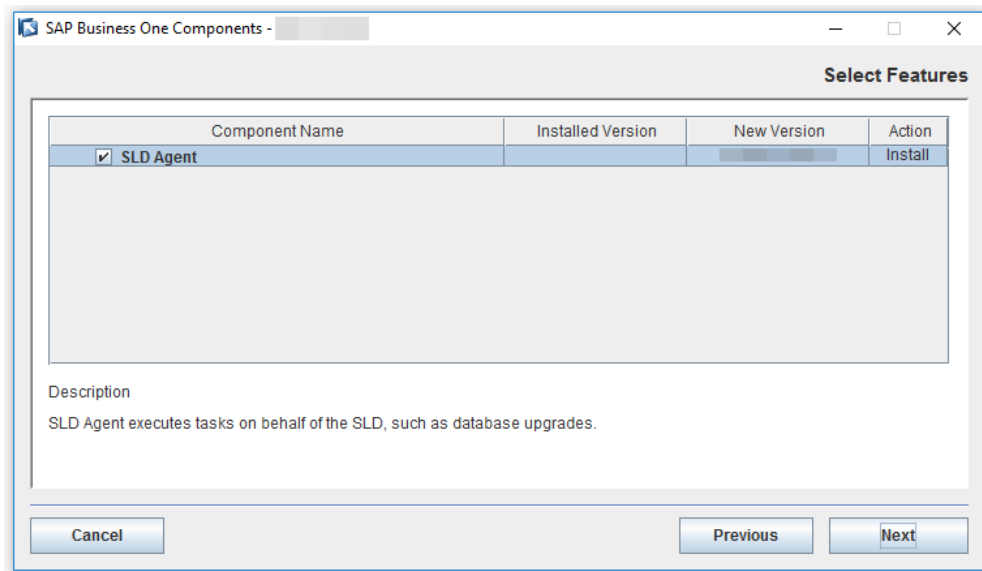 SAP Business One Components -
Select Features
Component Name Installed Version New Version Action
SLD Agent Install
Description
SLD Agent executes tasks on behalf of the SLD, such as database upgrades.
Cancel Previous Next